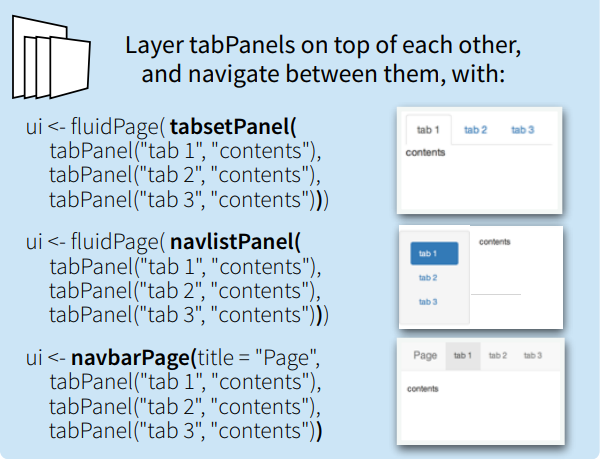 Layer tabPanels on top of each other,
and navigate between them, with:
ui <- fluidPage( tabsetPanel(
tabPanel("tab 1", "contents"),
tabPanel("tab 2", "contents"),
tabPanel("tab 3", "contents")))
tab 1 tab 2 tab 3
contents
ui <- fluidPage( navlistPanel(
tabPanel("tab 1", "contents"),
tabPanel("tab 2", "contents"),
tabPanel("tab 3", "contents")))
tab 1
tab 2
tab 3
contents
ui <- navbarPage(title = "Page",
tabPanel("tab 1", "contents"),
tabPanel("tab 2", "contents"),
tabPanel("tab 3", "contents"))
Page tab 1 tab 2 tab 3
contents